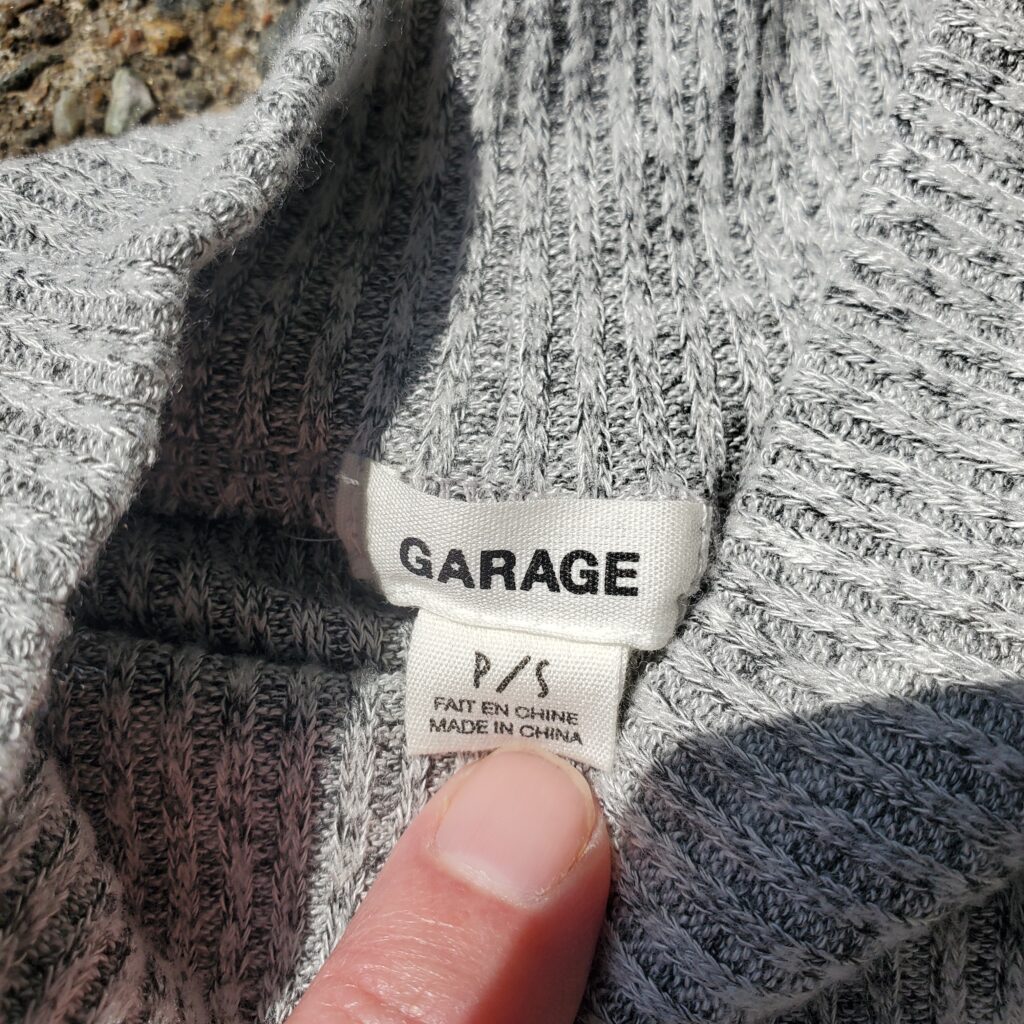 GARAGE
P/S
FAIT EN CHINE
MADE IN CHINA